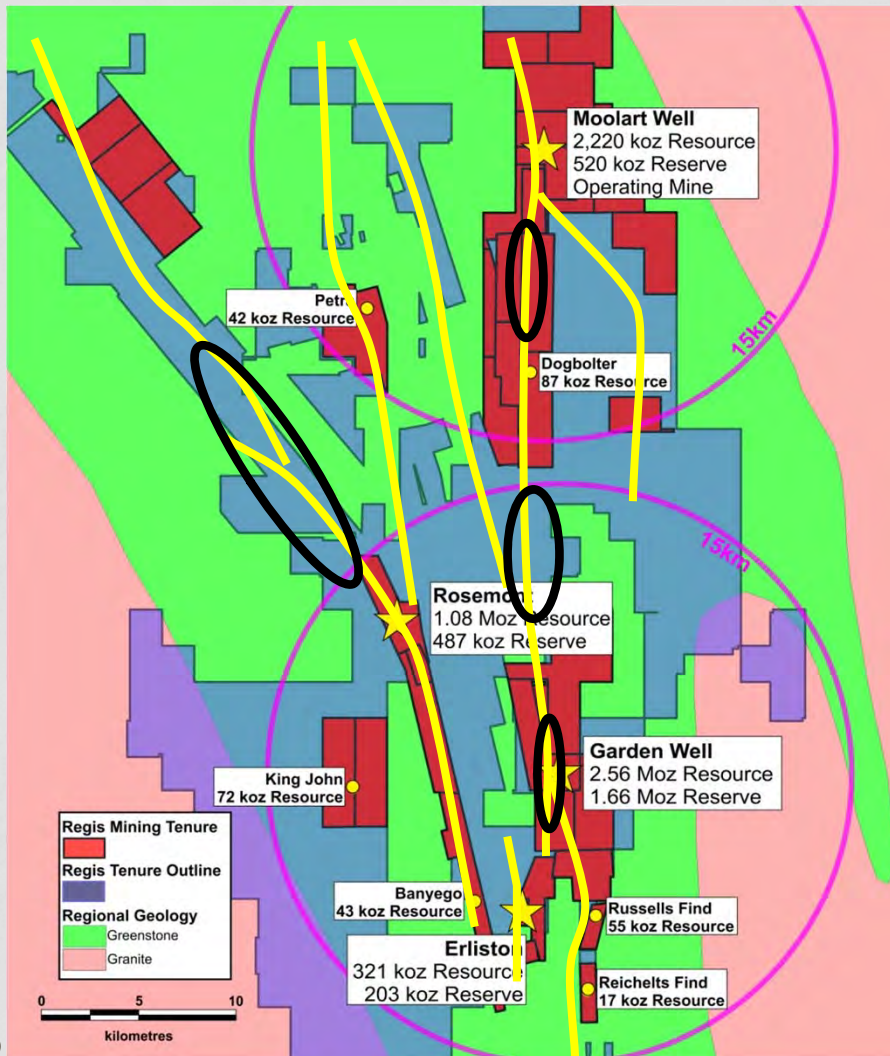 Moolart Well
2,220 koz Resource
520 koz Reserve
Operating Mine
15km
Petra
42 koz Resource
Dogbolter
87 koz Resource
15km
Rosemont
1.08 Moz Resource
487 koz Reserve
Garden Well
2.56 Moz Resource
1.66 Moz Reserve
King John
72 koz Resource
Regis Mining Tenure
Regis Tenure Outline
Regional Geology
Greenstone
Granite
Banyego
43 koz Resource
Russells Find
55 koz Resource
Erliston
321 koz Resource
203 koz Reserve
Reichelts Find
17 koz Resource
0 5 10
kilometres